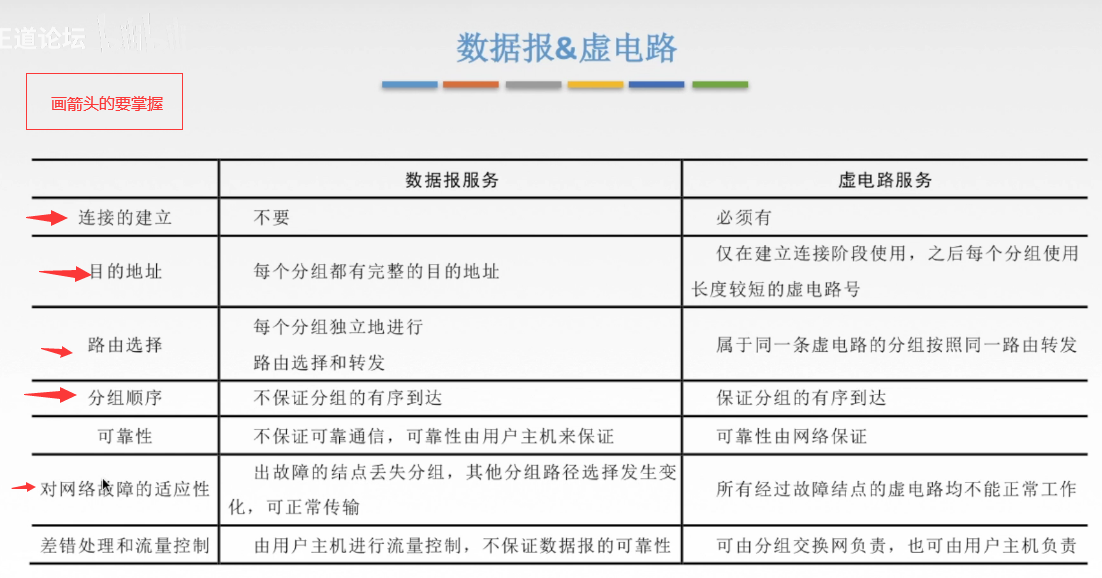 王道论坛
数据报&虚电路
画箭头的要掌握
数据报服务 虚电路服务
连接的建立 不要 必须有
目的地址 每个分组都有完整的目的地址 仅在建立连接阶段使用，之后每个分组使用
长度较短的虚电路号
路由选择 每个分组独立地进行
路由选择和转发 属于同一条虚电路的分组按照同一路由转发
分组顺序 不保证分组的有序到达 保证分组的有序到达
可靠性 不保证可靠通信，可靠性由用户主机来保证 可靠性由网络保证
对网络故障的适应性 出故障的结点丢失分组，其他分组路径选择发生变
化，可正常传输 所有经过故障结点的虚电路均不能正常工作
差错处理和流量控制 由用户主机进行流量控制，不保证数据报的可靠性 可由分组交换网负责，也可由用户主机负责